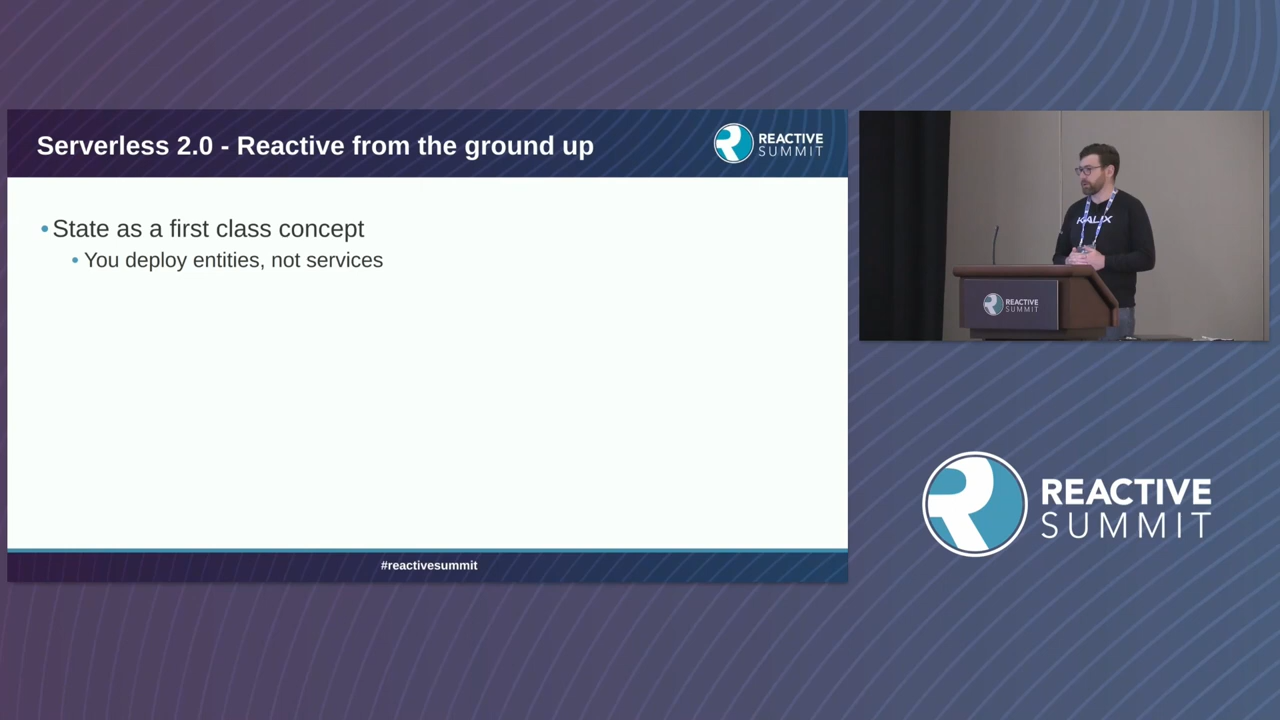 Serverless 2.0 - Reactive from the ground up
REACTIVE
SUMMIT
• State as a first class concept
• You deploy entities, not services
#reactivesummit
KALIX
REACTIVE
SUMMIT
REACTIVE
SUMMIT